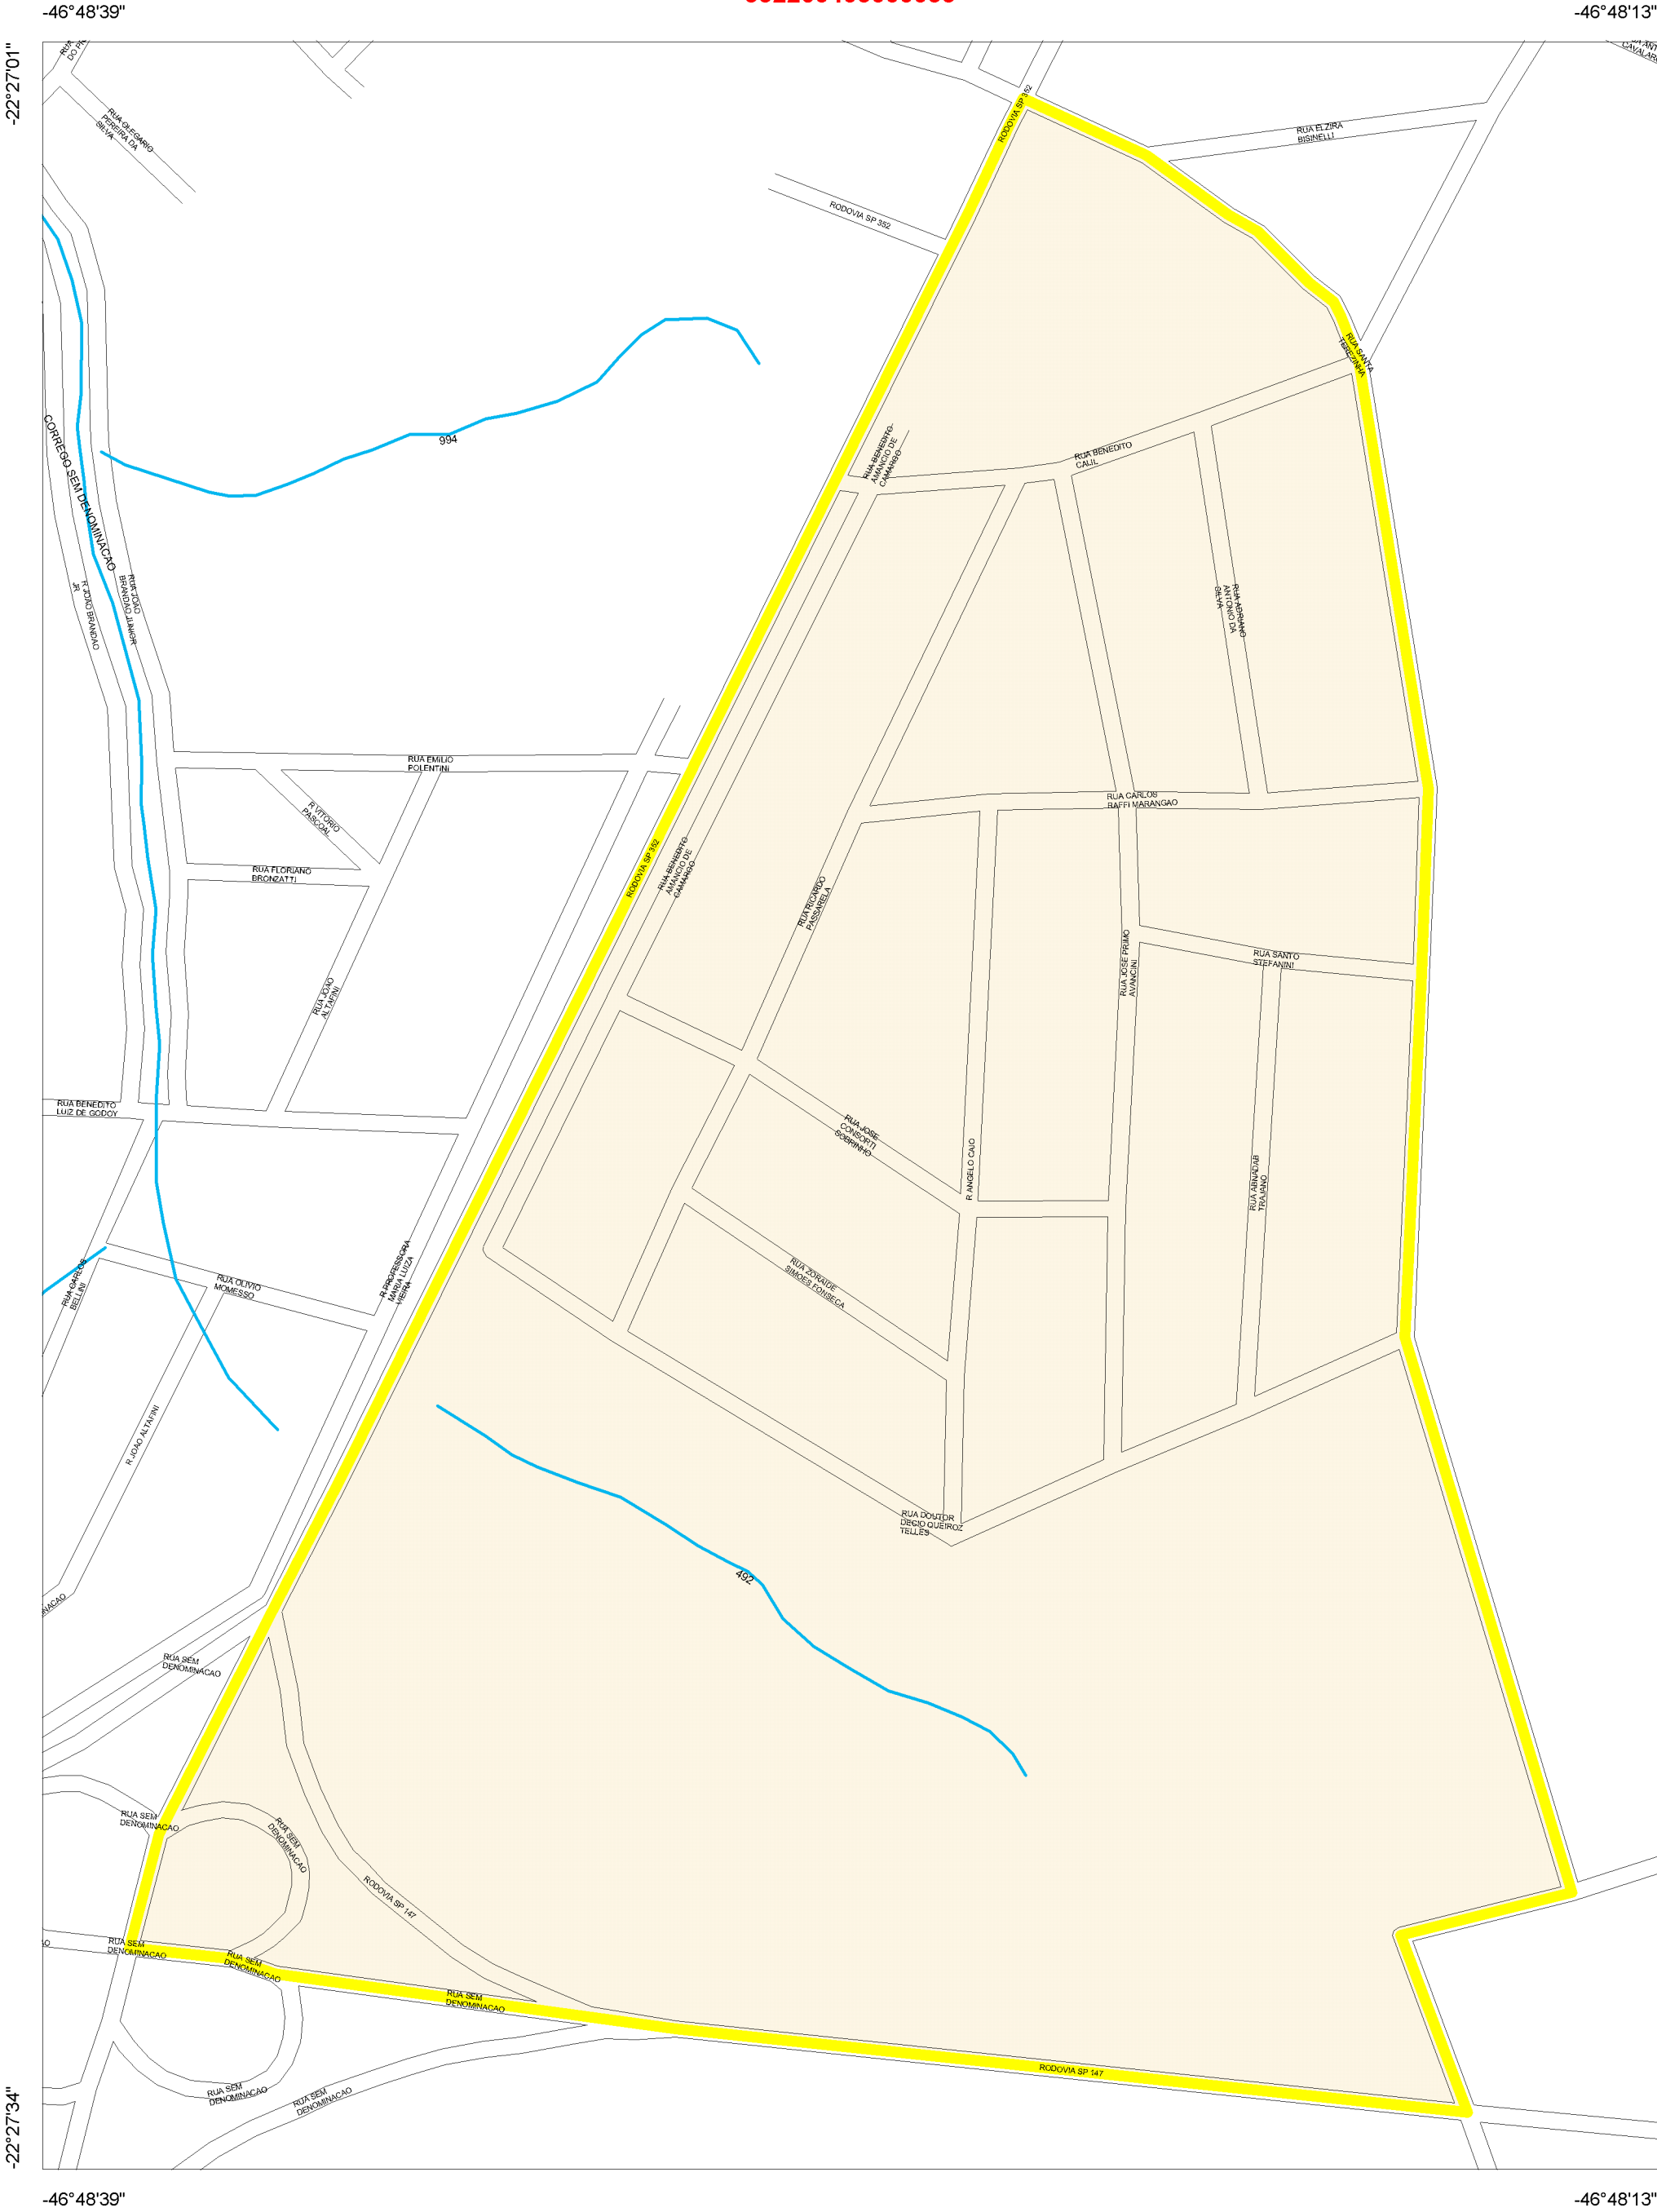 -46°48'39"
-46°48'13"
-22°27'01"
RUA OLEGARIO
PEREIRA DA
SILVA
RODOVIA SP 352
RUA ELZIRA
BISINELLI
RODOVIA SP 352
RUA SANTA
TEREZINHA
994
RUA BENEDITO
AMANCIO DE
CAMARGO
RUA BENEDITO
CALIL
CORREGO SEM DENOMINACAO
R JOAO BRANDAO
JR
RUA JOAO
BRANDAO JUNIOR
RUA ADRIANO
ANTONIO DA
SILVA
RUA EMILIO
POLENTINI
R VITORIO
PASCOAL
RUA CARLOS
RAFFI MARANGAO
RUA FLORIANO
BRONZATTI
RODOVIA SP 352
RUA BENEDITO
AMANCIO DE
CAMARGO
RUA RICARDO
PASSARELA
RUA JOSE PRIMO
AVANCINI
RUA SANTO
STEFANINI
RUA JOAO
ALTAFINI
RUA BENEDITO
LUIZ DE GODOY
RUA JOSE
CONSORTI
SOBRINHO
R ANGELO CAIO
RUA ABNADAB
TRAJANO
RUA CARLOS
BELLINI
RUA OLIVIO
MOMESSO
R PROFESSORA
MARIA LUIZA
VIEIRA
RUA ZORAIDE
SIMOES FONSECA
R JOAO ALTAFINI
RUA DOUTOR
DECIO QUEIROZ
TELLES
492
NACAO
RUA SEM
DENOMINACAO
RUA SEM
DENOMINACAO
RUA SEM
DENOMINACAO
RODOVIA SP 147
AO
RUA SEM
DENOMINACAO
RUA SEM
DENOMINACAO
RUA SEM
DENOMINACAO
RODOVIA SP 147
RUA SEM
DENOMINACAO
RUA SEM
DENOMINACAO
-22°27'34"
-46°48'39"
-46°48'13"